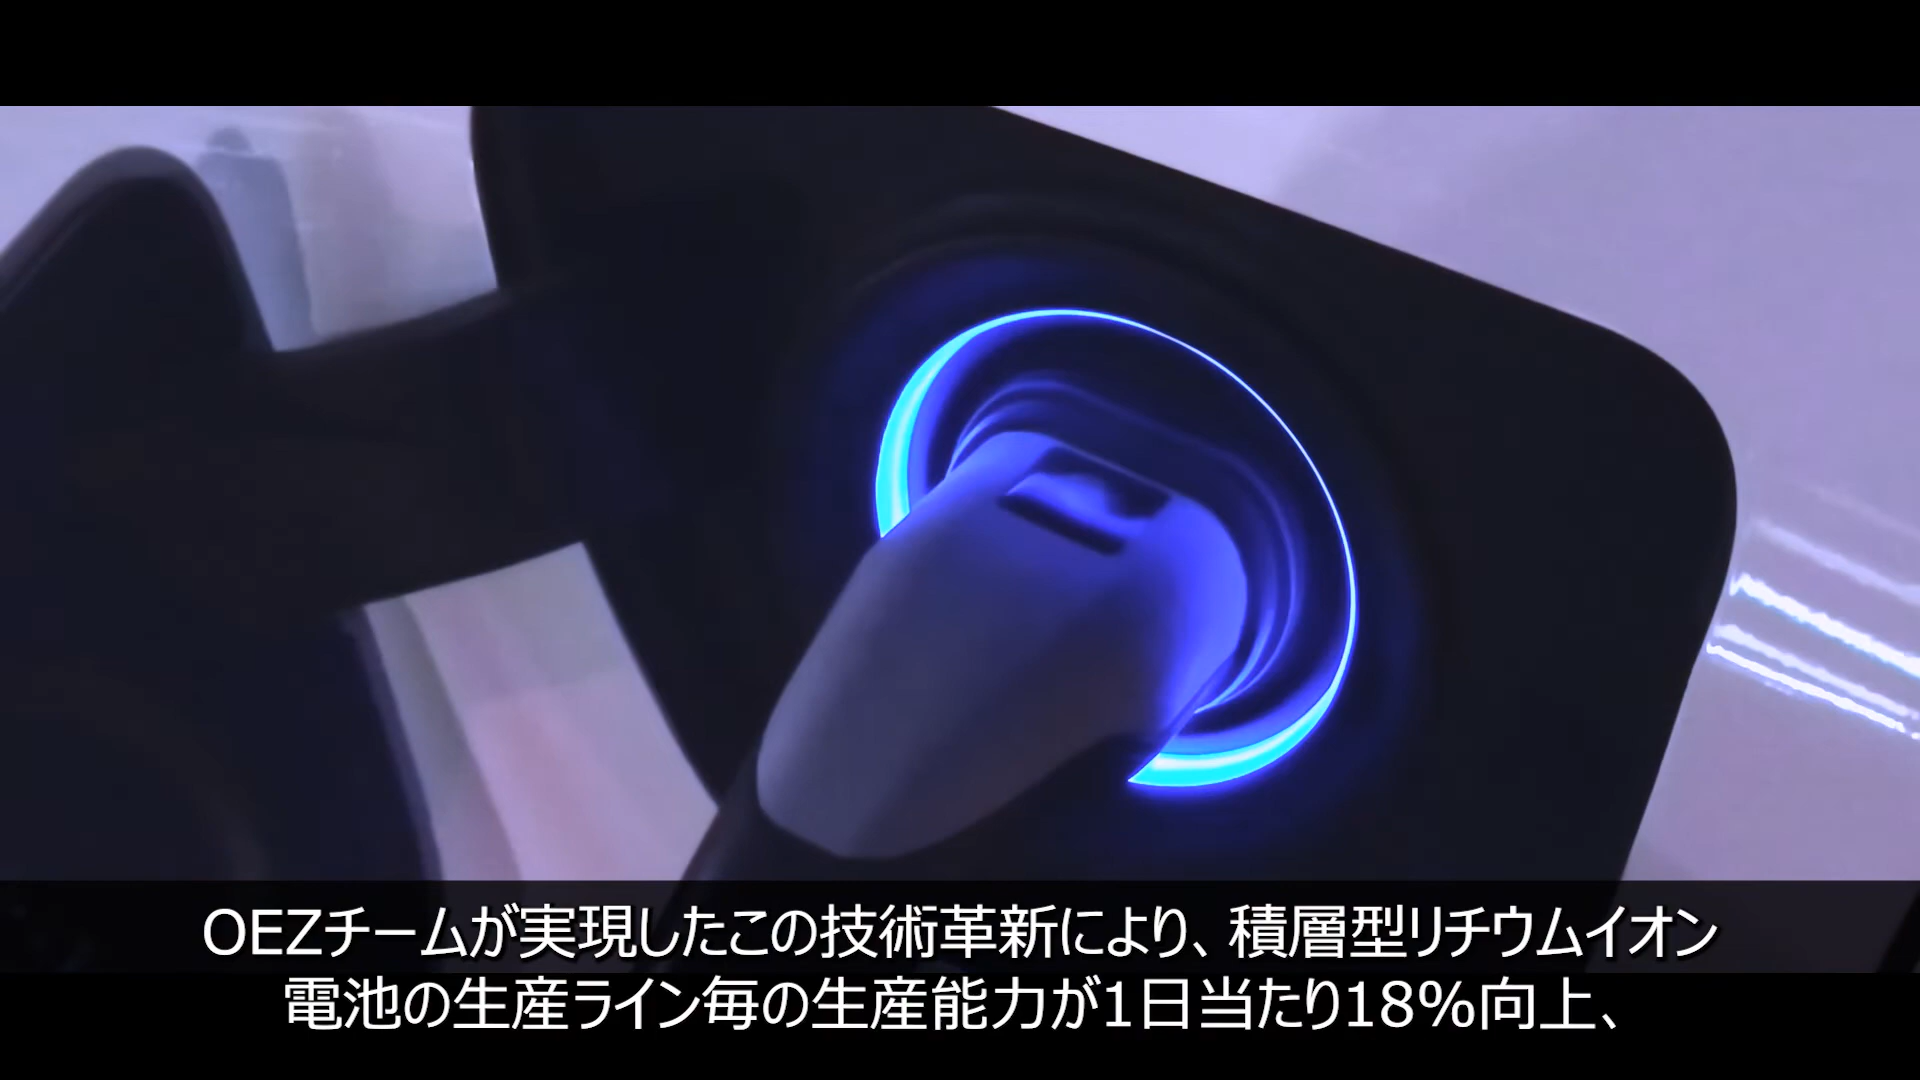 OEZチームが実現したこの技術革新により、積層型リチウムイオン
電池の生産ライン毎の生産能力が1日当たり18%向上、